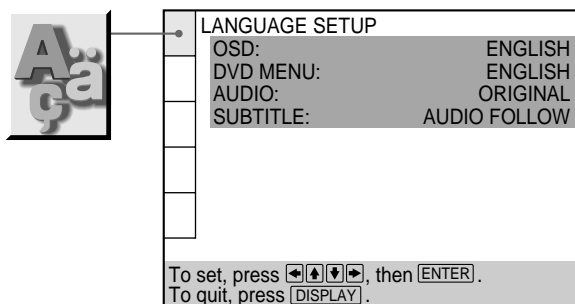 Aäç
LANGUAGE SETUP
OSD: ENGLISH
DVD MENU: ENGLISH
AUDIO: ORIGINAL
SUBTITLE: AUDIO FOLLOW
To set, press ←↑↓→, then ENTER.
To quit, press DISPLAY.